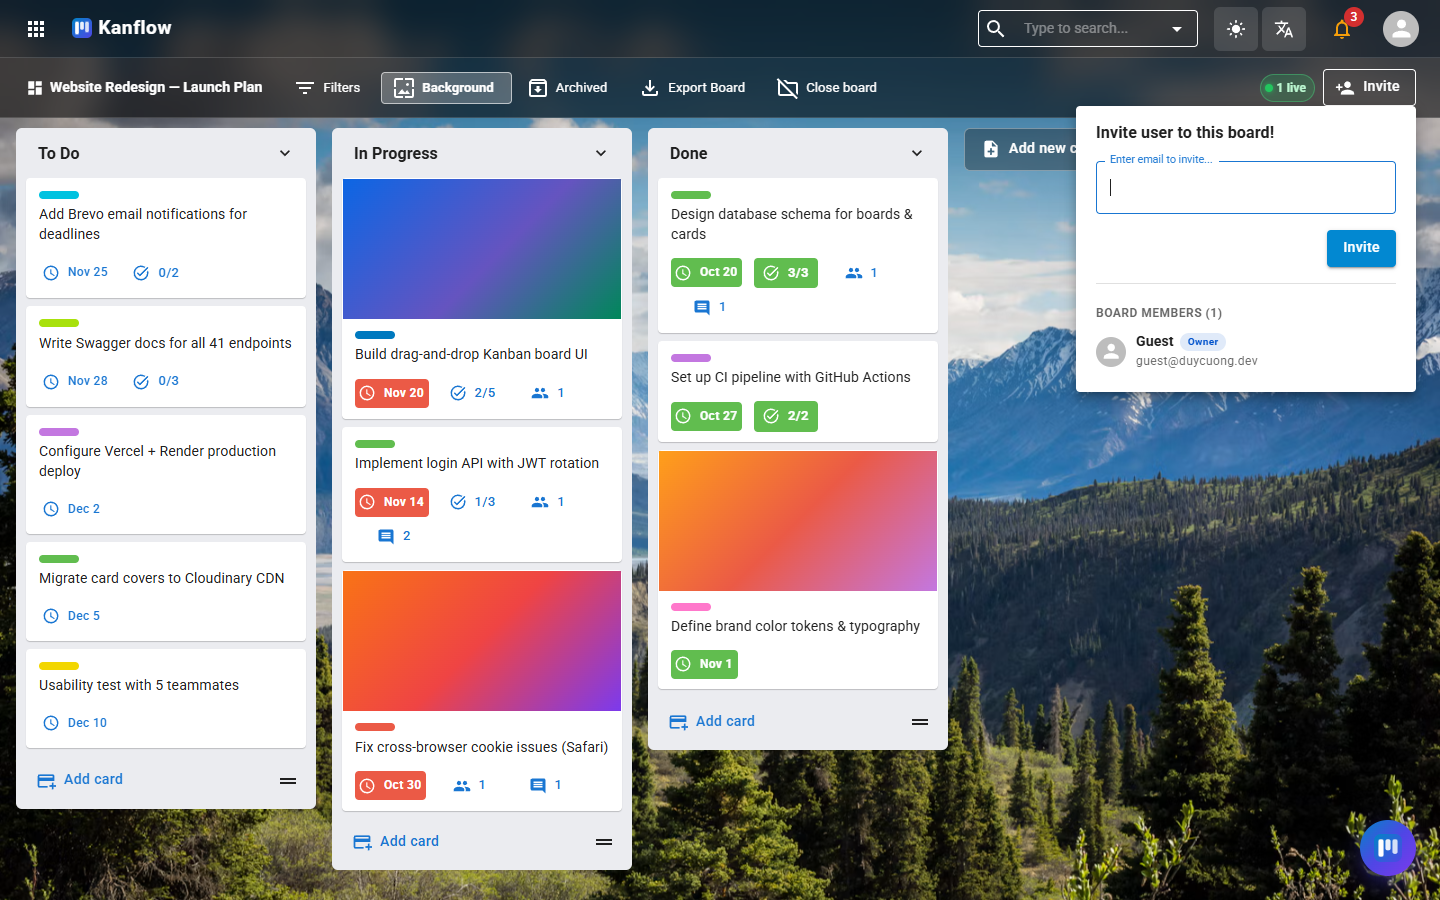 Kanflow
Type to search...
3
Website Redesign — Launch Plan
Filters
Background
Archived
Export Board
Close board
1 live
Invite
To Do
Add Brevo email notifications for
deadlines
Nov 25
0/2
Write Swagger docs for all 41 endpoints
Nov 28
0/3
Configure Vercel + Render production
deploy
Dec 2
Migrate card covers to Cloudinary CDN
Dec 5
Usability test with 5 teammates
Dec 10
Add card
In Progress
Build drag-and-drop Kanban board UI
Nov 20
2/5
1
Implement login API with JWT rotation
Nov 14
1/3
1
2
Fix cross-browser cookie issues (Safari)
Oct 30
1
1
Add card
Done
Design database schema for boards &
cards
Oct 20
3/3
1
1
Set up CI pipeline with GitHub Actions
Oct 27
2/2
Define brand color tokens & typography
Nov 1
Add card
Add new c
Invite user to this board!
Enter email to invite...
Invite
BOARD MEMBERS (1)
Guest
Owner
guest@duycuong.dev